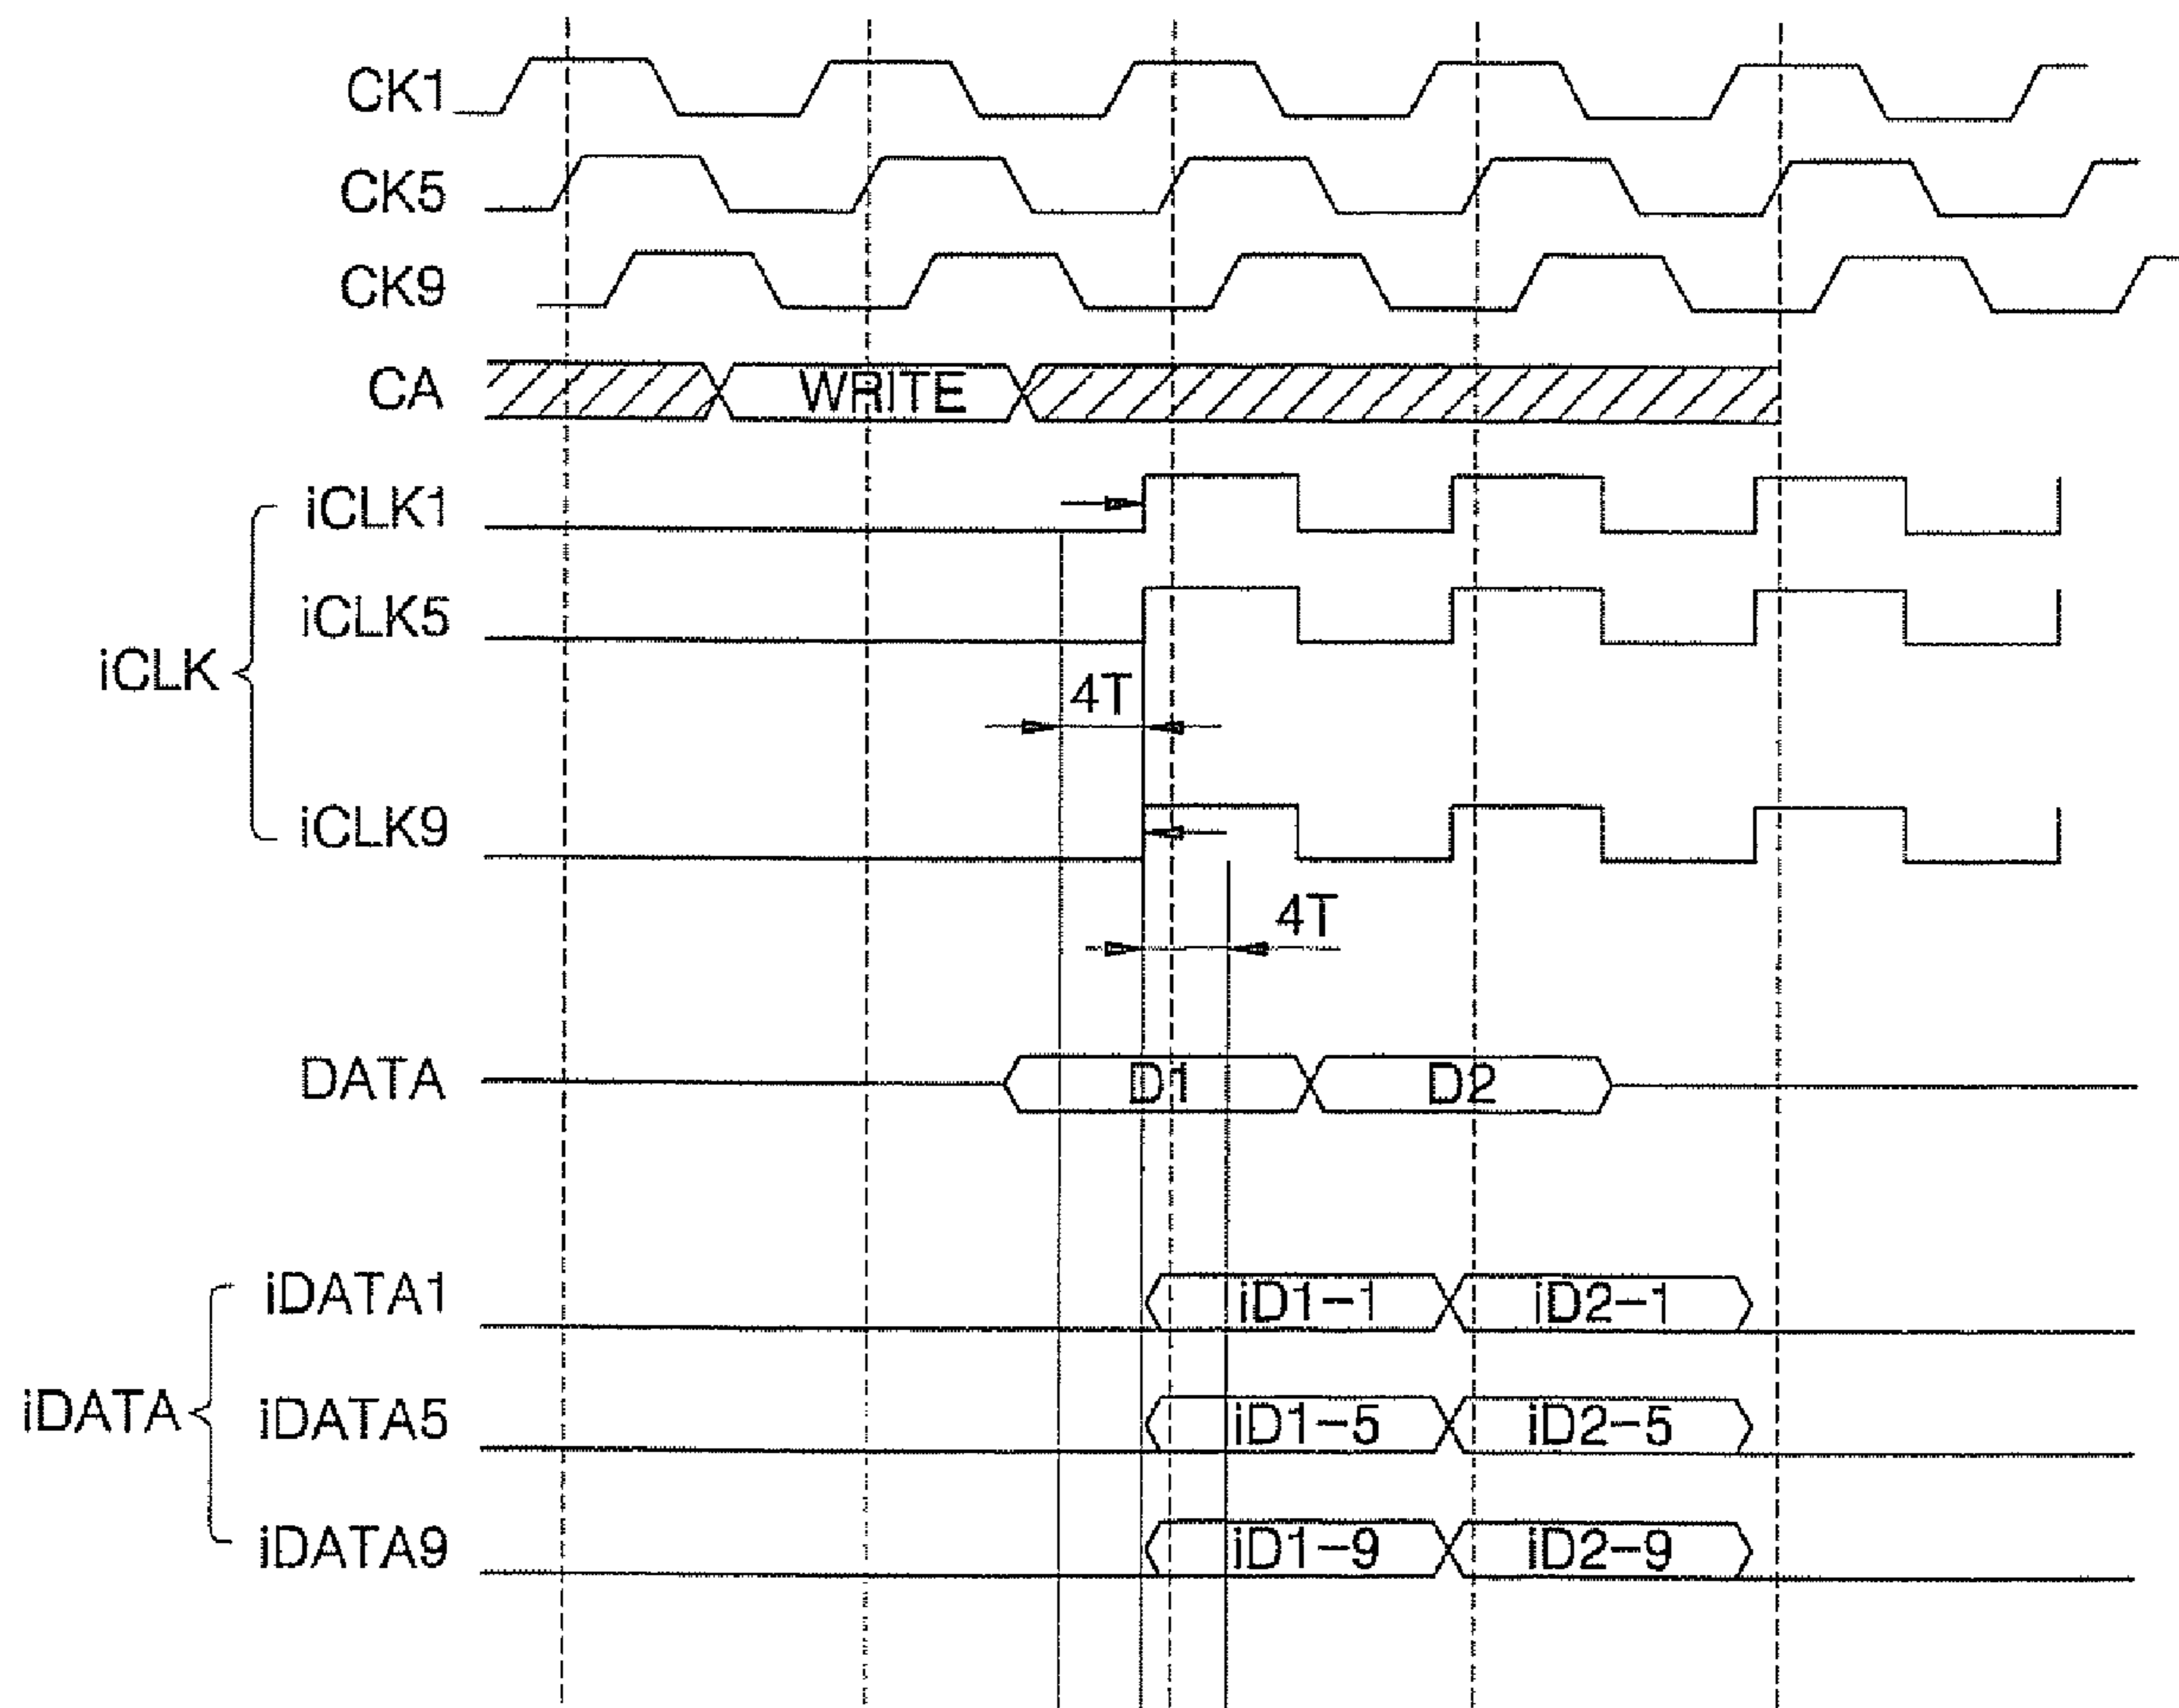 CK1
CK5
CK9
CA WRITE
iCLK1
iCLK5
iCLK
4T
iCLK9
4T
DATA D1 D2
iDATA1 iD1-1 iD2-1
iDATA
iDATA5 iD1-5 iD2-5
iDATA9 iD1-9 iD2-9